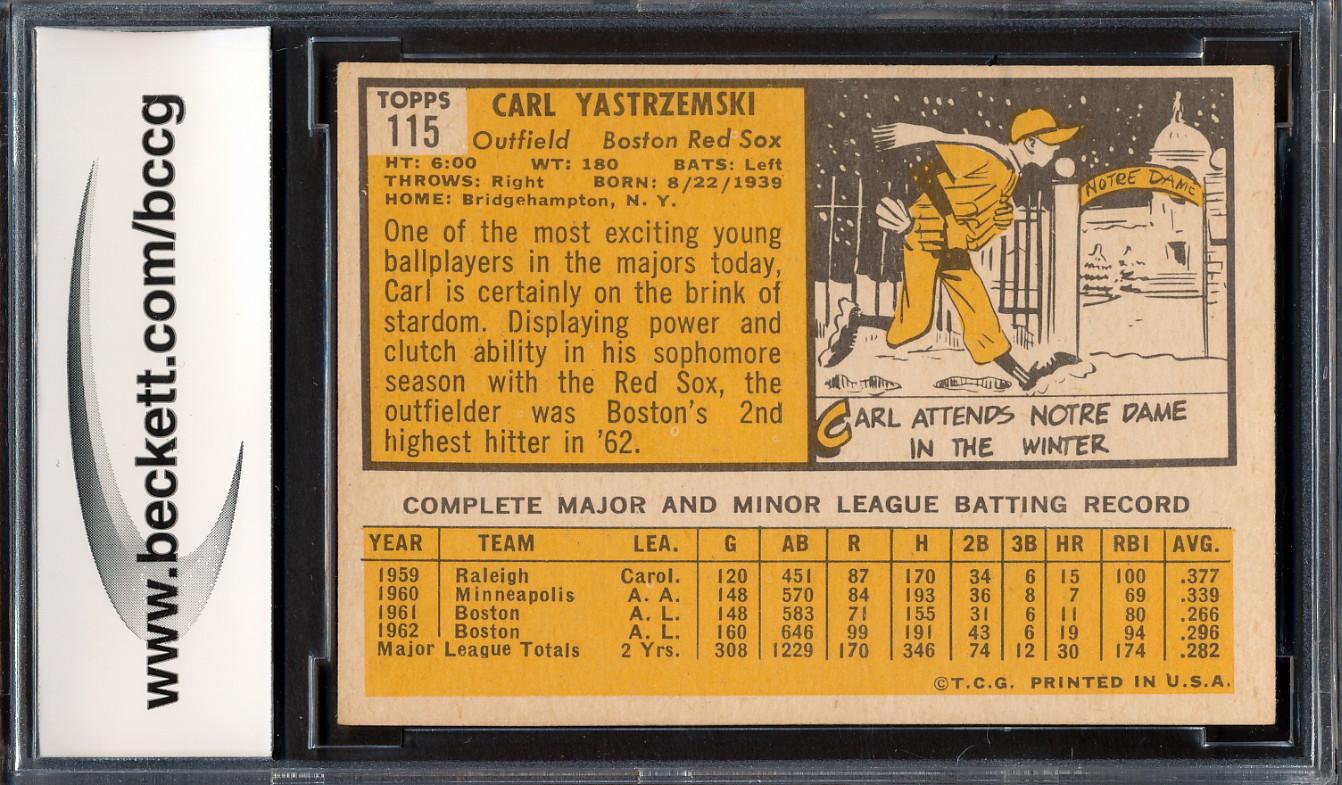 www.beckett.com/bccg
TOPPS
115
CARL YASTRZEMSKI
Outfield Boston Red Sox
HT: 6:00 WT: 180 BATS: Left
THROWS: Right BORN: 8/22/1939
HOME: Bridgehampton, N. Y.
One of the most exciting young
ballplayers in the majors today,
Carl is certainly on the brink of
stardom. Displaying power and
clutch ability in his sophomore
season with the Red Sox, the
outfielder was Boston's 2nd
highest hitter in '62.
NOTRE DAME
CARL ATTENDS NOTRE DAME
IN THE WINTER
COMPLETE MAJOR AND MINOR LEAGUE BATTING RECORD
YEAR TEAM LEA. G AB R H 2B 3B HR RBI AVG.
1959 Raleigh Carol. 120 451 87 170 34 6 15 100 .377
1960 Minneapolis A. A. 148 570 84 193 36 8 7 69 .339
1961 Boston A. L. 148 583 71 155 31 6 11 80 .266
1962 Boston A. L. 160 646 99 191 43 6 19 94 .296
Major League Totals 2 Yrs. 308 1229 170 346 74 12 30 174 .282
©T.C.G. PRINTED IN U.S.A.